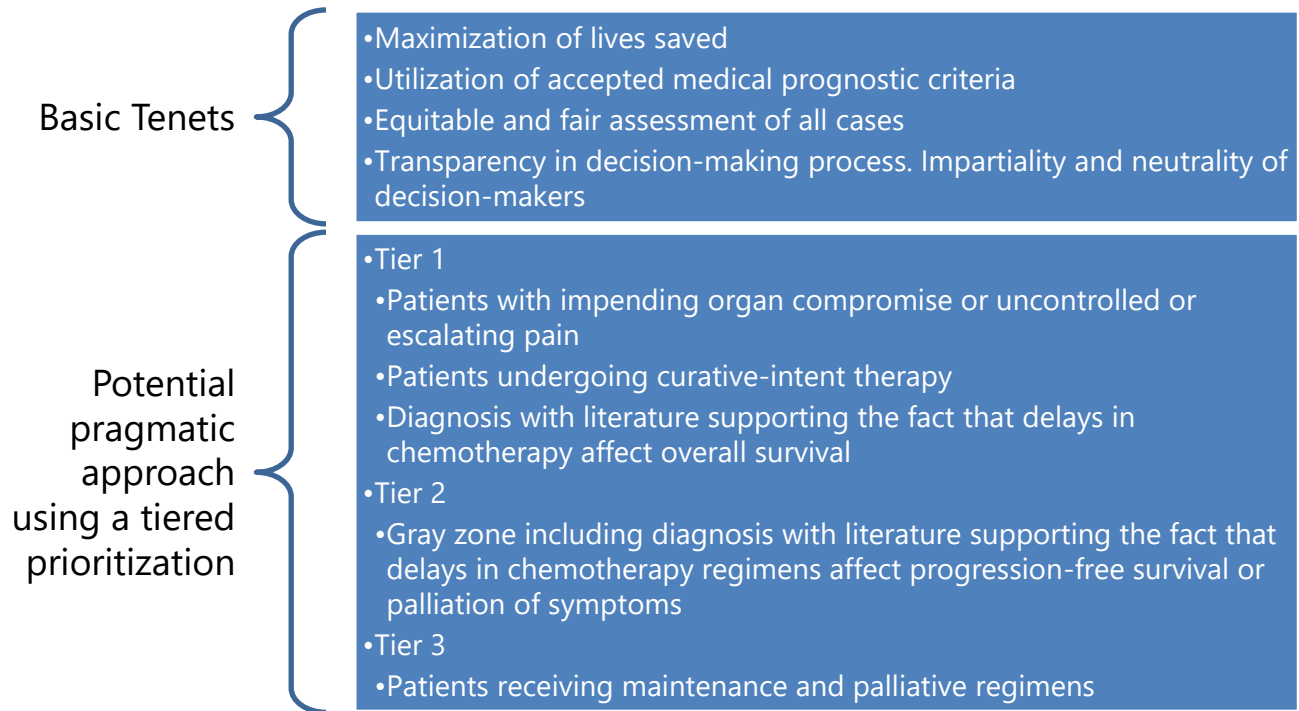 Basic Tenets
•Maximization of lives saved
•Utilization of accepted medical prognostic criteria
•Equitable and fair assessment of all cases
•Transparency in decision-making process. Impartiality and neutrality of
decision-makers
Potential
pragmatic
approach
using a tiered
prioritization
•Tier 1
•Patients with impending organ compromise or uncontrolled or
escalating pain
•Patients undergoing curative-intent therapy
•Diagnosis with literature supporting the fact that delays in
chemotherapy affect overall survival
•Tier 2
•Gray zone including diagnosis with literature supporting the fact that
delays in chemotherapy regimens affect progression-free survival or
palliation of symptoms
•Tier 3
•Patients receiving maintenance and palliative regimens